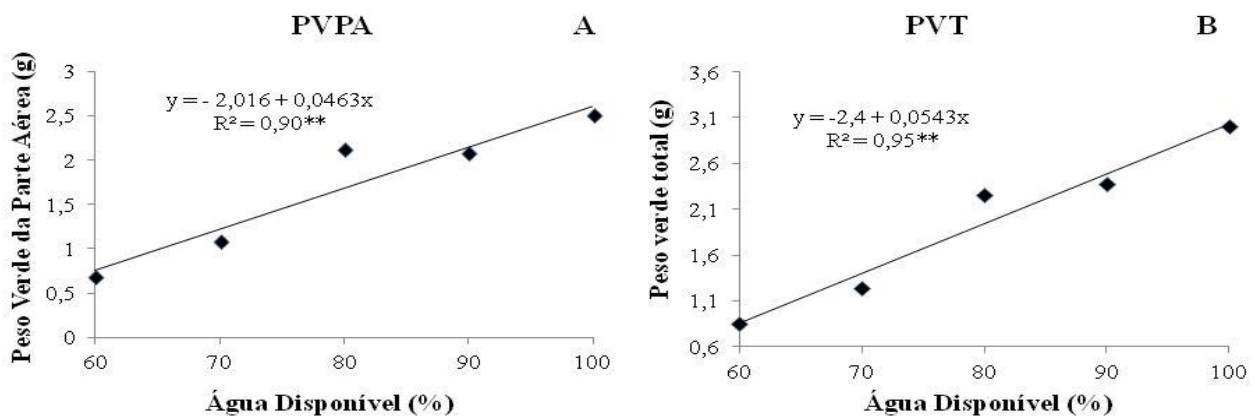 PVPA A
Peso Verde da Parte Aérea (g)
3
2,5
2
1,5
1
0,5
0
y = - 2,016 + 0,0463x
R² = 0,90**
60 70 80 90 100
Água Disponível (%)
PVT B
Peso verde total (g)
3,6
3,1
2,6
2,1
1,6
1,1
0,6
y = -2,4 + 0,0543x
R² = 0,95**
60 70 80 90 100
Água Disponível (%)